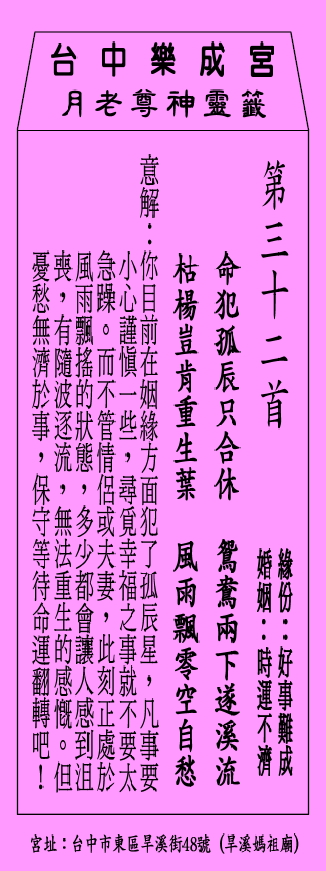 台中樂成宮
月老尊神靈籤
第三十二首
緣份：：好事難成
婚姻：：時運不濟
命犯孤辰只合休　鴛鴦兩下遂溪流
枯楊豈肯重生葉　風雨飄零空自愁
意解：你目前在姻緣方面犯了孤辰星，凡事要
小心謹慎一些，尋覓幸福之事就不要太
急躁。而不管情侶或夫妻，此刻正處於
風雨飄搖的狀態，多少都會讓人感到沮
喪，有隨波逐流，無法重生的感慨。但
憂愁無濟於事，保守等待命運翻轉吧！
宮址：台中市東區旱溪街48號（旱溪媽祖廟）